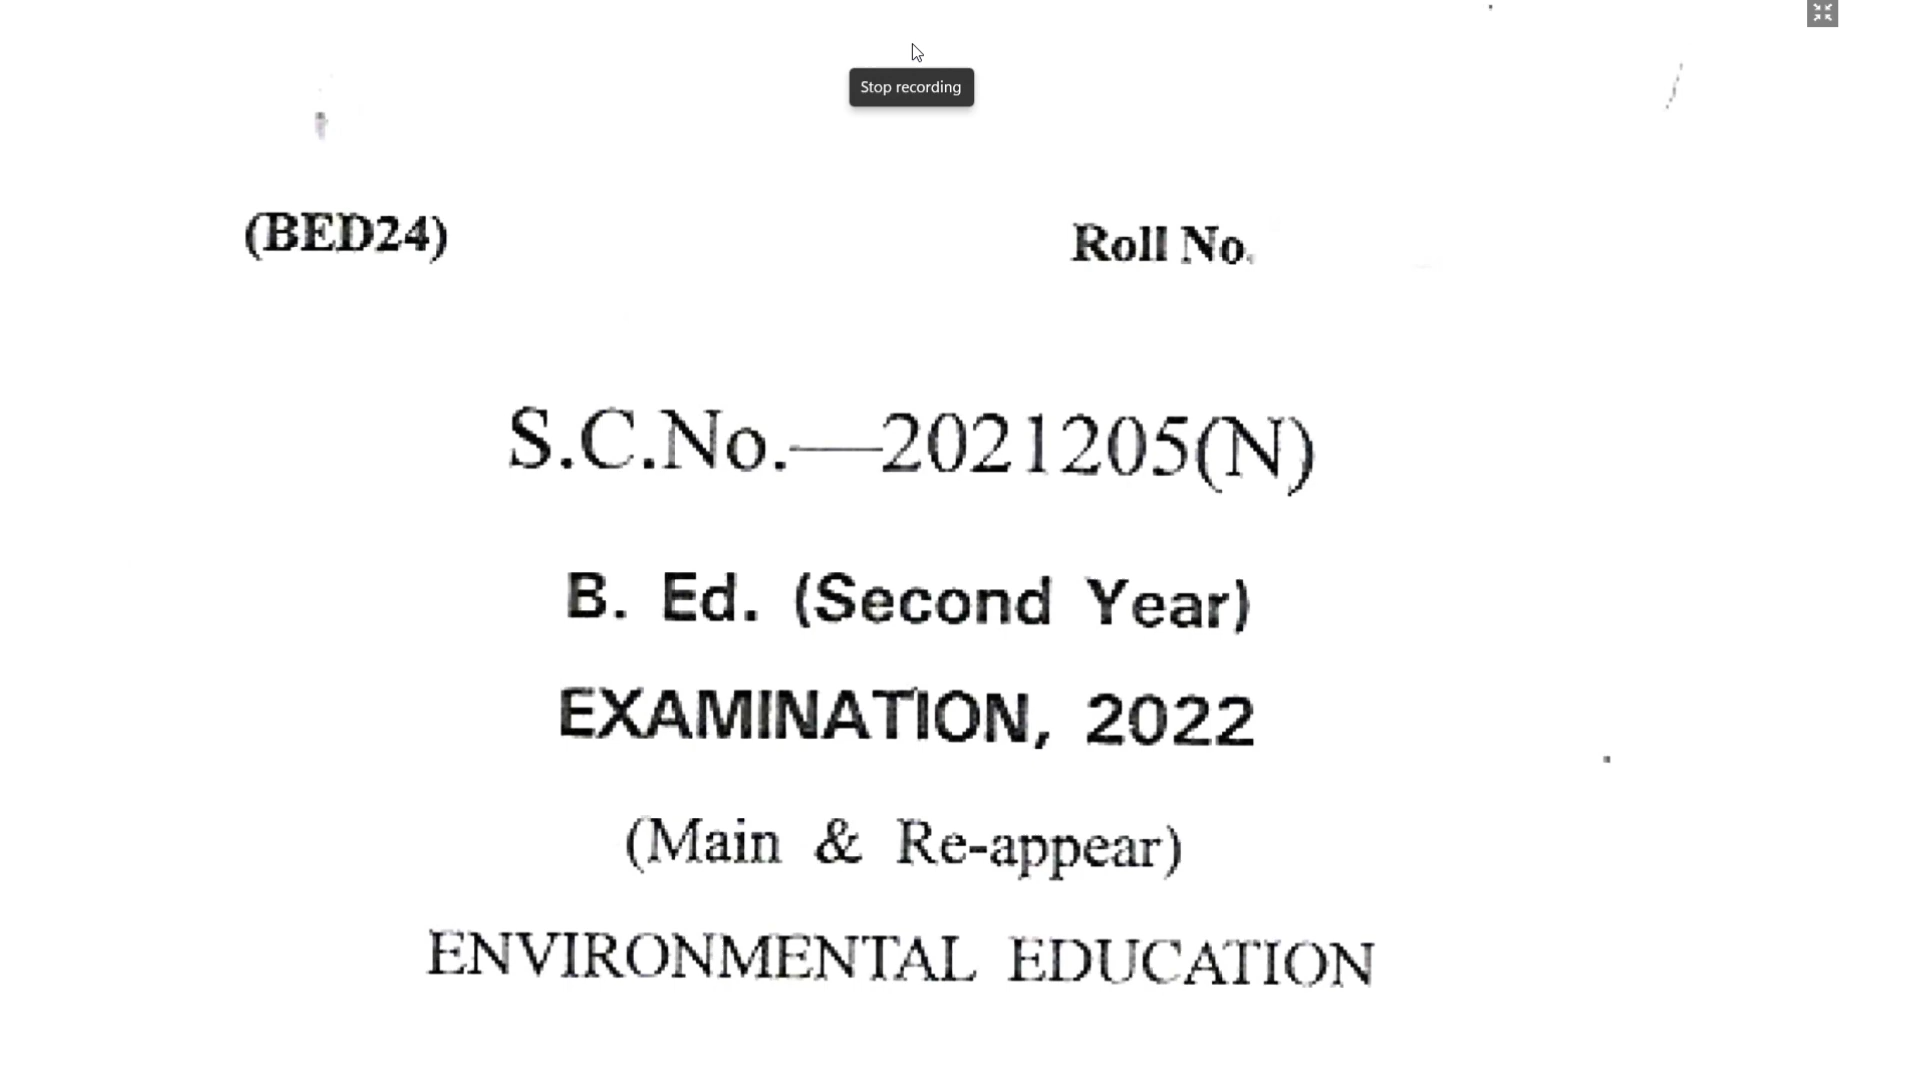 Stop recording
(BED24) Roll No.
S.C.No.—2021205(N)
B. Ed. (Second Year)
EXAMINATION, 2022
(Main & Re-appear)
ENVIRONMENTAL EDUCATION